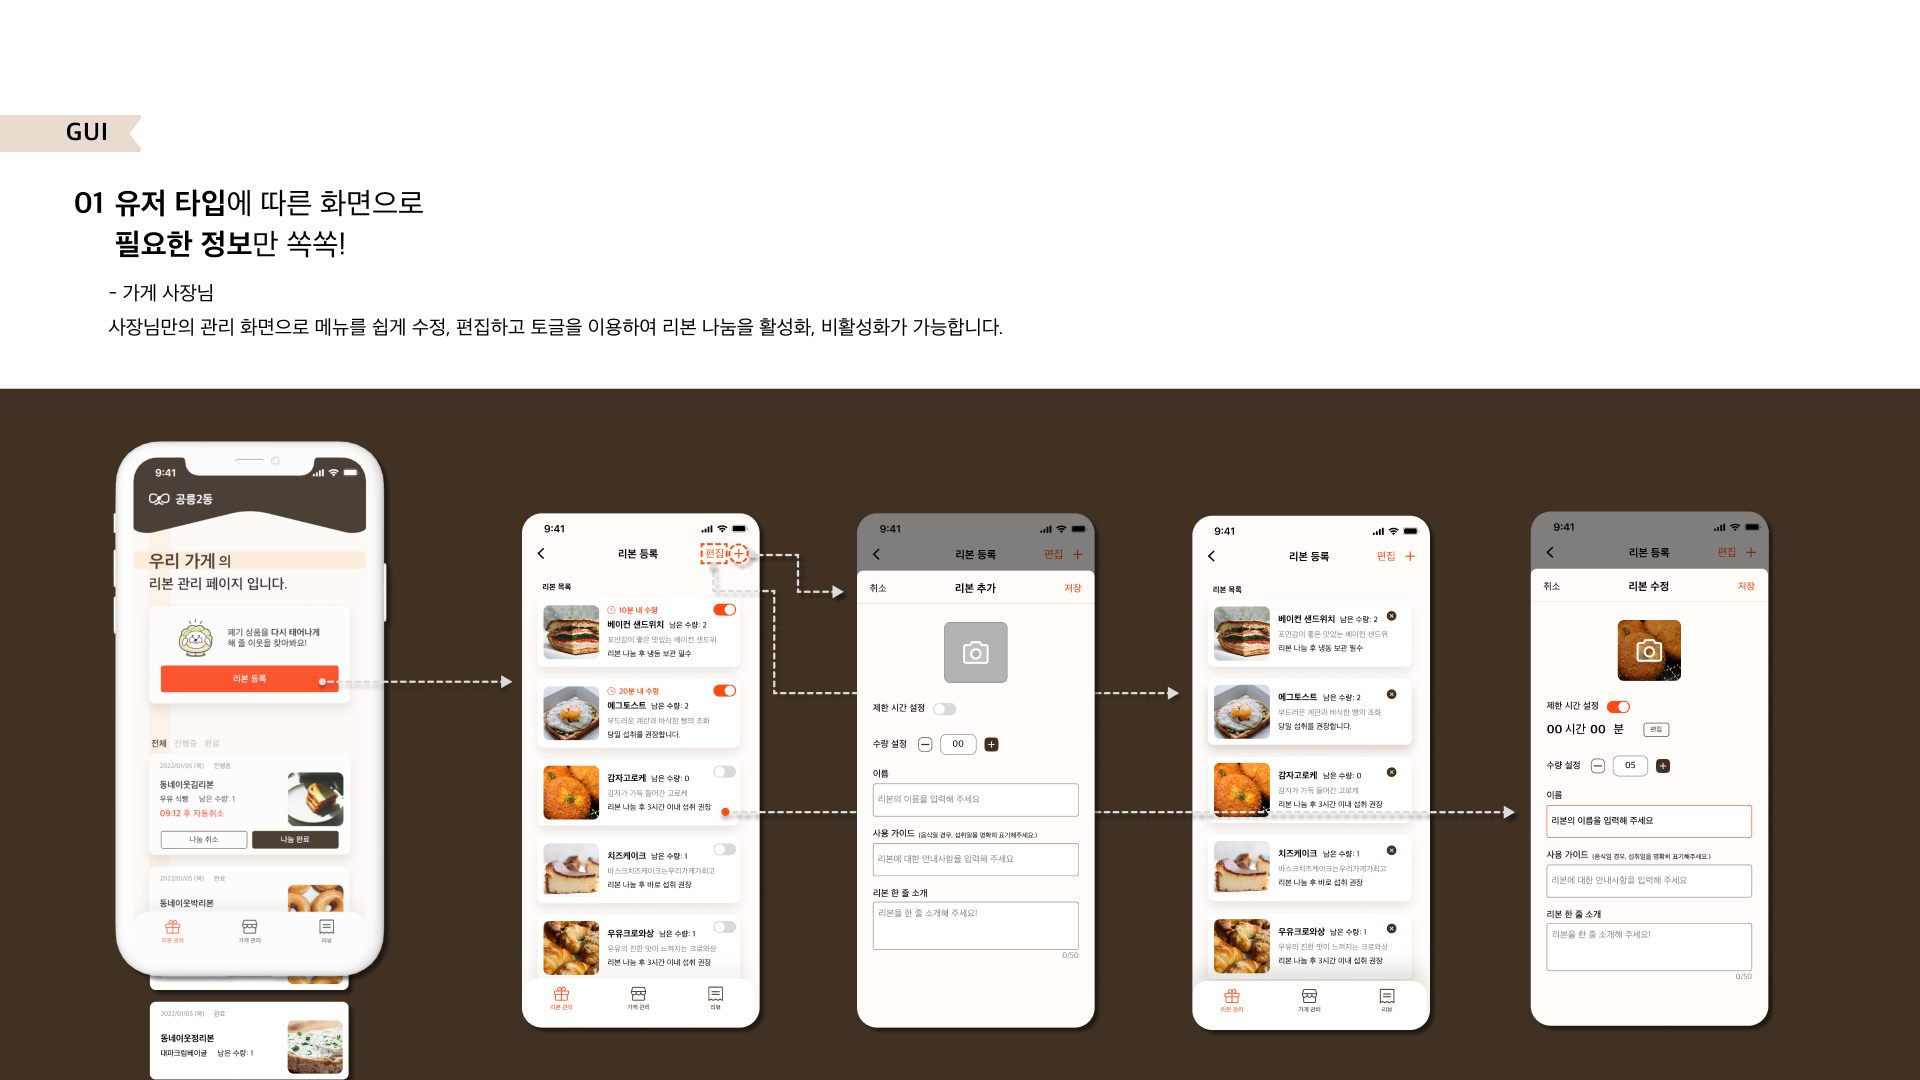 GUI
01 유저 타입에 따른 화면으로
필요한 정보만 쏙쏙!
- 가게 사장님
사장님만의 관리 화면으로 메뉴를 쉽게 수정, 편집하고 토글을 이용하여 리본 나눔을 활성화, 비활성화가 가능합니다.
9:41
공릉2동
우리 가게 의
리본 관리 페이지 입니다.
폐기 상품을 다시 태어나게
해 줄 이웃을 찾아봐요!
리본 등록
전체 진행중 완료
2022/01/05 (목) 진행중
동네이웃김리본
우유 식빵 남은 수량: 1
09:12 후 자동취소
나눔 취소 나눔 완료
2022/01/05 (목) 완료
동네이웃박리본
리본 관리 가게 관리 리뷰
2022/01/05 (목) 완료
동네이웃정리본
대파크림베이글 남은 수량: 1
9:41
리본 등록 편집 +
리본 목록
10분 내 수령
베이컨 샌드위치 남은 수량: 2
포만감이 좋은 맛있는 베이컨 샌드위
리본 나눔 후 냉동 보관 필수
20분 내 수령
에그토스트 남은 수량: 2
부드러운 계란과 바삭한 빵의 조화
당일 섭취를 권장합니다.
감자고로케 남은 수량: 0
감자가 가득 들어간 고로케
리본 나눔 후 3시간 이내 섭취 권장
치즈케이크 남은 수량: 1
바스크치즈케이크는우리가게가최고
리본 나눔 후 바로 섭취 권장
우유크로와상 남은 수량: 1
우유의 진한 맛이 느껴지는 크로와상
리본 나눔 후 3시간 이내 섭취 권장
리본 관리 가게 관리 리뷰
9:41
리본 등록 편집 +
취소 리본 추가 저장
제한 시간 설정
수량 설정 00
이름
리본의 이름을 입력해 주세요
사용 가이드 (음식일 경우, 섭취일을 명확히 표기해주세요.)
리본에 대한 안내사항을 입력해 주세요
리본 한 줄 소개
리본을 한 줄 소개해 주세요!
0/50
9:41
리본 등록 편집 +
리본 목록
베이컨 샌드위치 남은 수량: 2
포만감이 좋은 맛있는 베이컨 샌드위
리본 나눔 후 냉동 보관 필수
에그토스트 남은 수량: 2
부드러운 계란과 바삭한 빵의 조화
당일 섭취를 권장합니다.
감자고로케 남은 수량: 0
감자가 가득 들어간 고로케
리본 나눔 후 3시간 이내 섭취 권장
치즈케이크 남은 수량: 1
바스크치즈케이크는우리가게가최고
리본 나눔 후 바로 섭취 권장
우유크로와상 남은 수량: 1
우유의 진한 맛이 느껴지는 크로와상
리본 나눔 후 3시간 이내 섭취 권장
리본 관리 가게 관리 리뷰
9:41
리본 등록 편집 +
취소 리본 수정 저장
제한 시간 설정
00 시간 00 분 편집
수량 설정 05
이름
리본의 이름을 입력해 주세요
사용 가이드 (음식일 경우, 섭취일을 명확히 표기해주세요.)
리본에 대한 안내사항을 입력해 주세요
리본 한 줄 소개
리본을 한 줄 소개해 주세요!
0/50